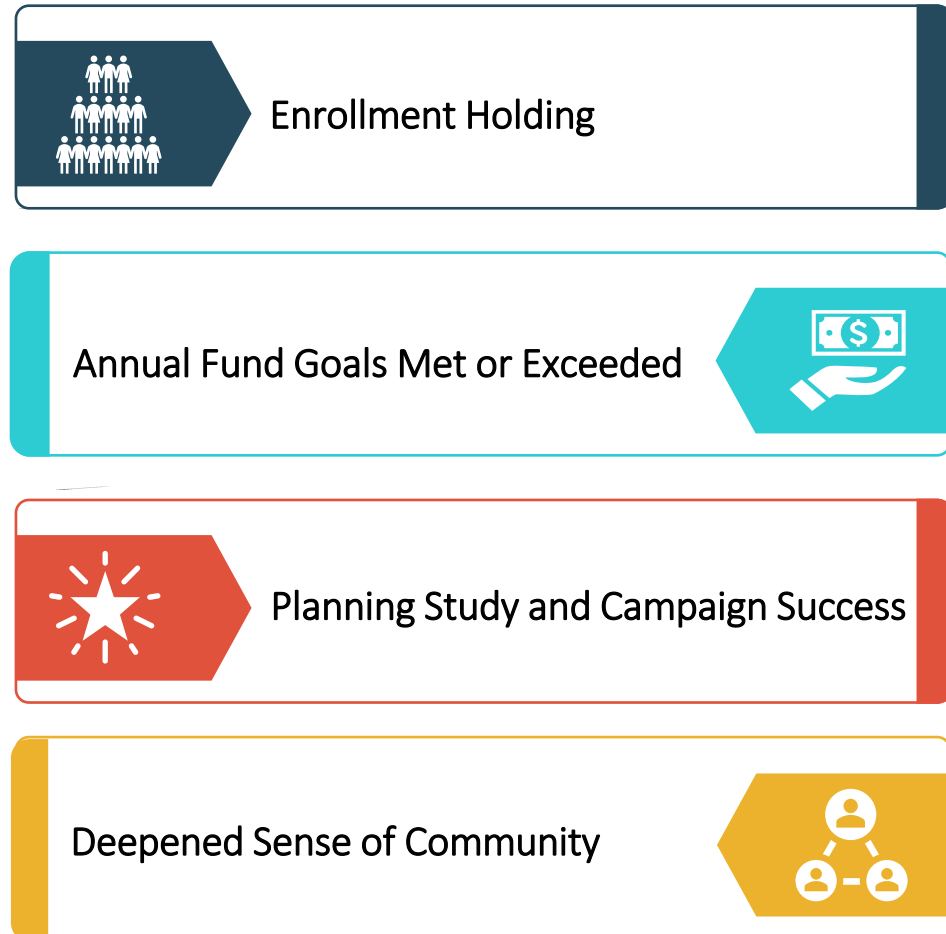 Enrollment Holding
Annual Fund Goals Met or Exceeded
$
Planning Study and Campaign Success
Deepened Sense of Community